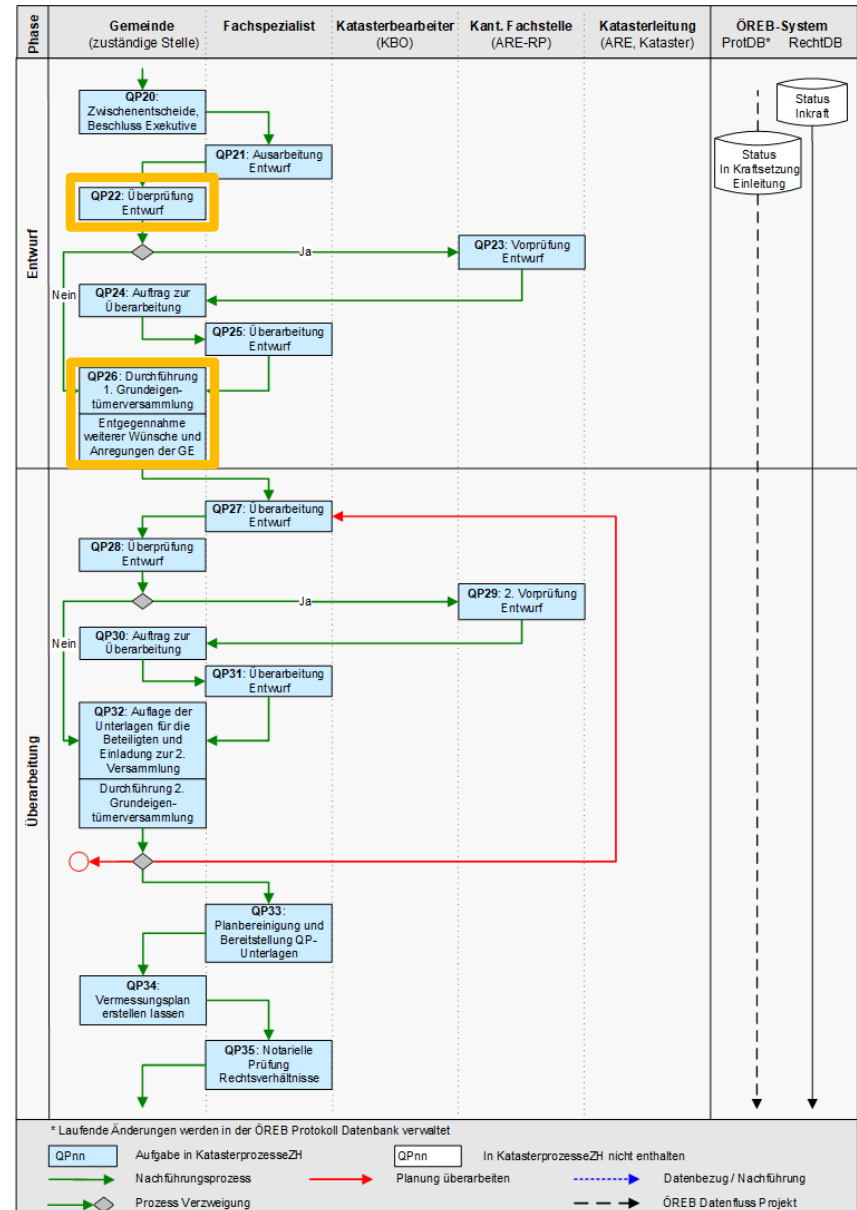 Phase
Gemeinde
(zuständige Stelle)
Fachspezialist
Katasterbearbeiter
(KBO)
Kant. Fachstelle
(ARE-RP)
Katasterleitung
(ARE, Kataster)
ÖREB-System
ProtDB* RechtDB
Entwurf
QP20:
Zwischenentscheide,
Beschluss Exekutive
Status
Inkraft
QP21: Ausarbeitung
Entwurf
Status
In Kraftsetzung
Einleitung
QP22: Überprüfung
Entwurf
Ja
QP23: Vorprüfung
Entwurf
Nein
QP24: Auftrag zur
Überarbeitung
QP25: Überarbeitung
Entwurf
QP26: Durchführung
1. Grundeigen-
tümerversammlung
Entgegennahme
weiterer Wünsche und
Anregungen der GE
Überarbeitung
QP27: Überarbeitung
Entwurf
QP28: Überprüfung
Entwurf
Ja
QP29: 2. Vorprüfung
Entwurf
Nein
QP30: Auftrag zur
Überarbeitung
QP31: Überarbeitung
Entwurf
QP32: Auflage der
Unterlagen für die
Beteiligten und
Einladung zur 2.
Versammlung
Durchführung 2.
Grundeigen-
tümerversammlung
QP33:
Planbereinigung und
Bereitstellung QP-
Unterlagen
QP34:
Vermessungsplan
erstellen lassen
QP35: Notarielle
Prüfung
Rechtsverhältnisse
* Laufende Änderungen werden in der ÖREB Protokoll Datenbank verwaltet
QPnn Aufgabe in KatasterprozesseZH QPnn In KatasterprozesseZH nicht enthalten
Nachführungsprozess Planung überarbeiten Datenbezug / Nachführung
Prozess Verzweigung ÖREB Datenfluss Projekt